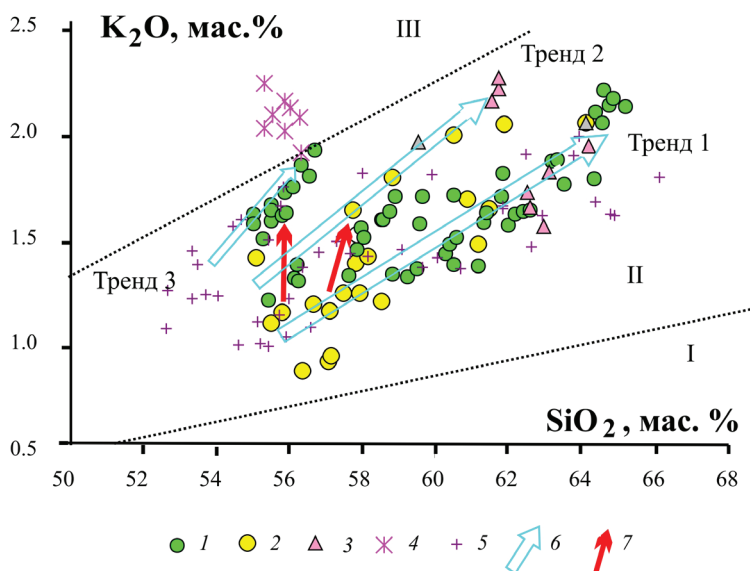 K₂O, мас.%
III
2.5
Тренд 2
2.0
Тренд 1
1.5
Тренд 3
II
1.0
I
SiO₂, мас. %
0.5
50 52 54 56 58 60 62 64 66 68
1 2 3 4 5 6 7